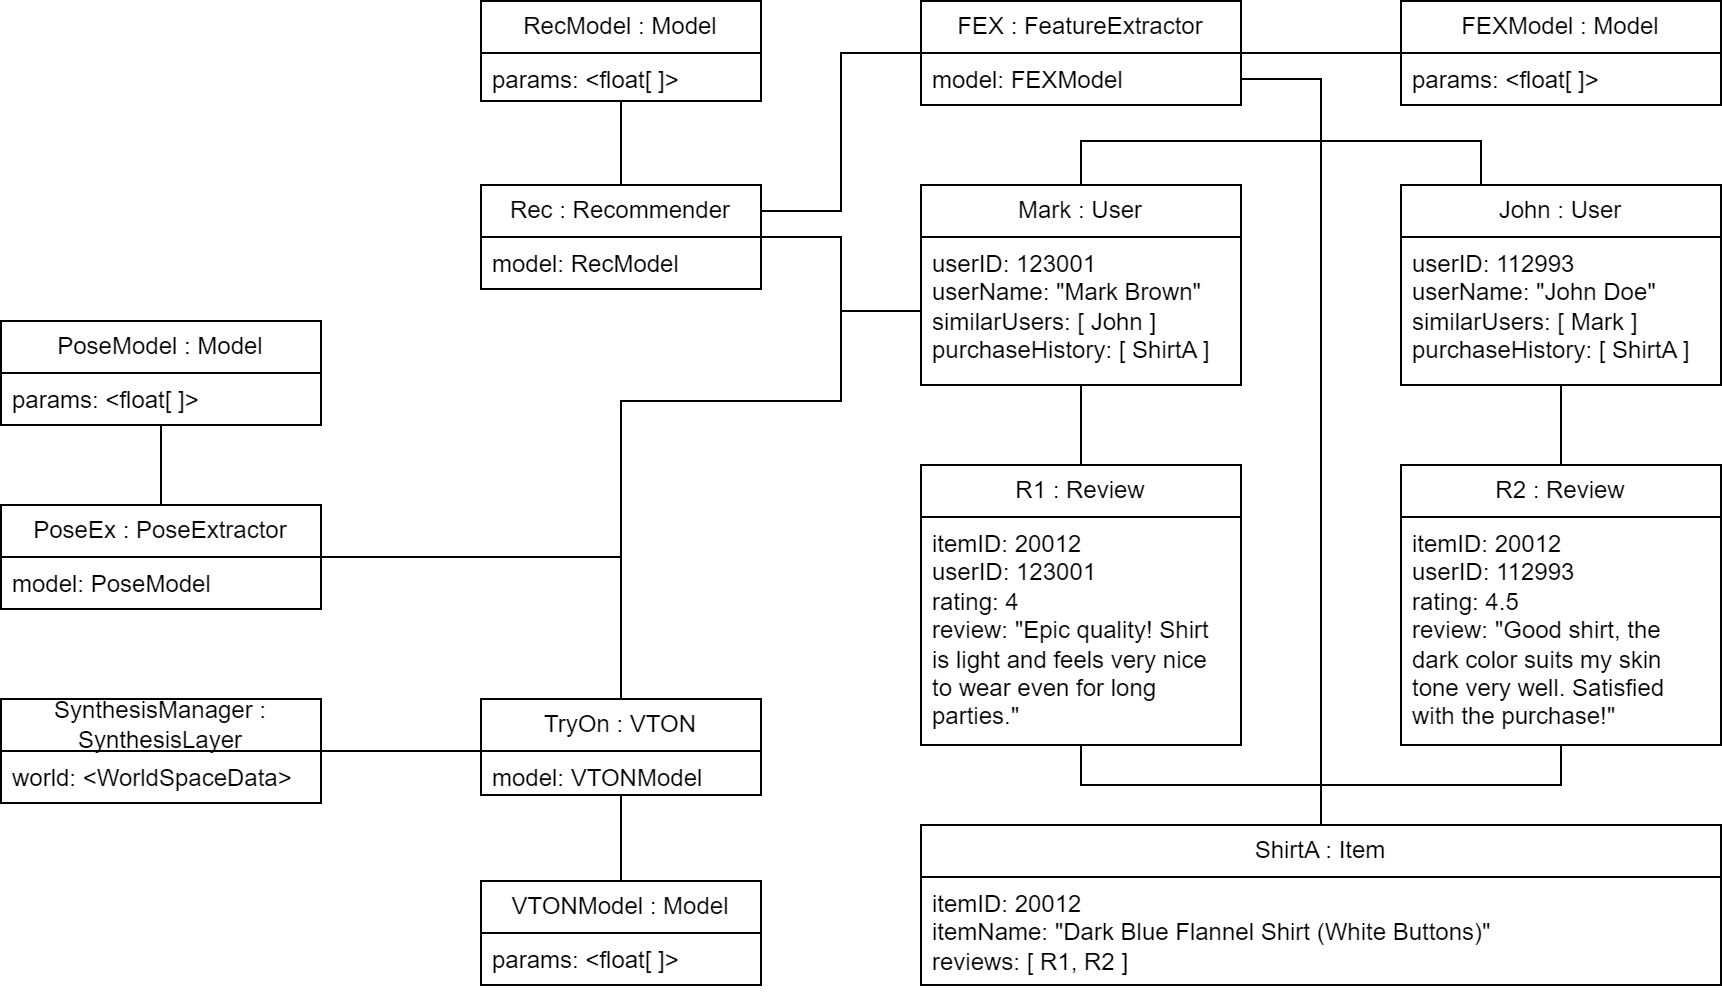 RecModel : Model
params: <float[ ]>
FEX : FeatureExtractor
model: FEXModel
FEXModel : Model
params: <float[ ]>
Rec : Recommender
model: RecModel
Mark : User
userID: 123001
userName: "Mark Brown"
similarUsers: [ John ]
purchaseHistory: [ ShirtA ]
John : User
userID: 112993
userName: "John Doe"
similarUsers: [ Mark ]
purchaseHistory: [ ShirtA ]
PoseModel : Model
params: <float[ ]>
PoseEx : PoseExtractor
model: PoseModel
R1 : Review
itemID: 20012
userID: 123001
rating: 4
review: "Epic quality! Shirt
is light and feels very nice
to wear even for long
parties."
R2 : Review
itemID: 20012
userID: 112993
rating: 4.5
review: "Good shirt, the
dark color suits my skin
tone very well. Satisfied
with the purchase!"
SynthesisManager :
SynthesisLayer
world: <WorldSpaceData>
TryOn : VTON
model: VTONModel
VTONModel : Model
params: <float[ ]>
ShirtA : Item
itemID: 20012
itemName: "Dark Blue Flannel Shirt (White Buttons)"
reviews: [ R1, R2 ]